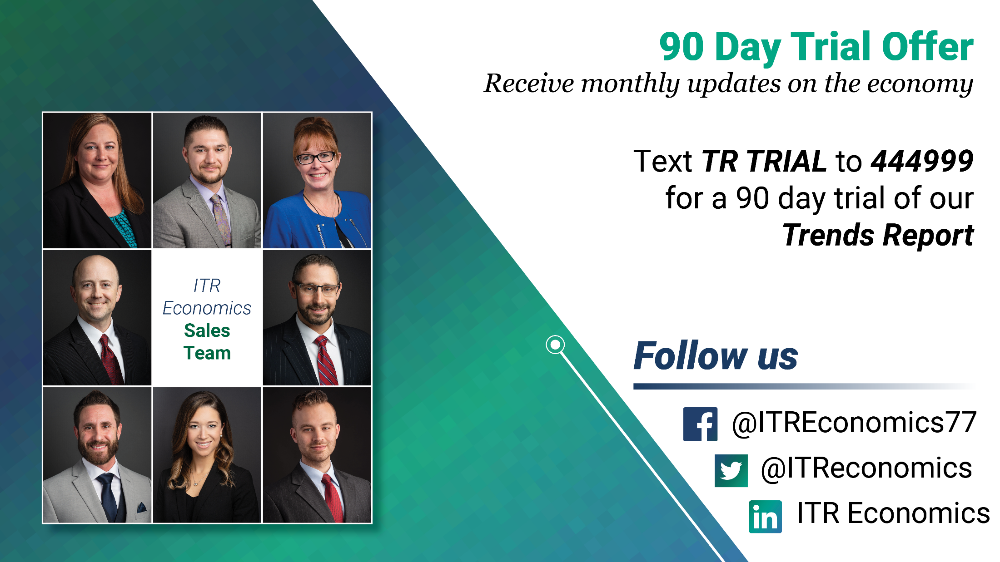 90 Day Trial Offer
Receive monthly updates on the economy
Text TR TRIAL to 444999
for a 90 day trial of our
Trends Report
ITR
Economics
Sales
Team
Follow us
@ITREconomics77
@ITReconomics
in ITR Economics